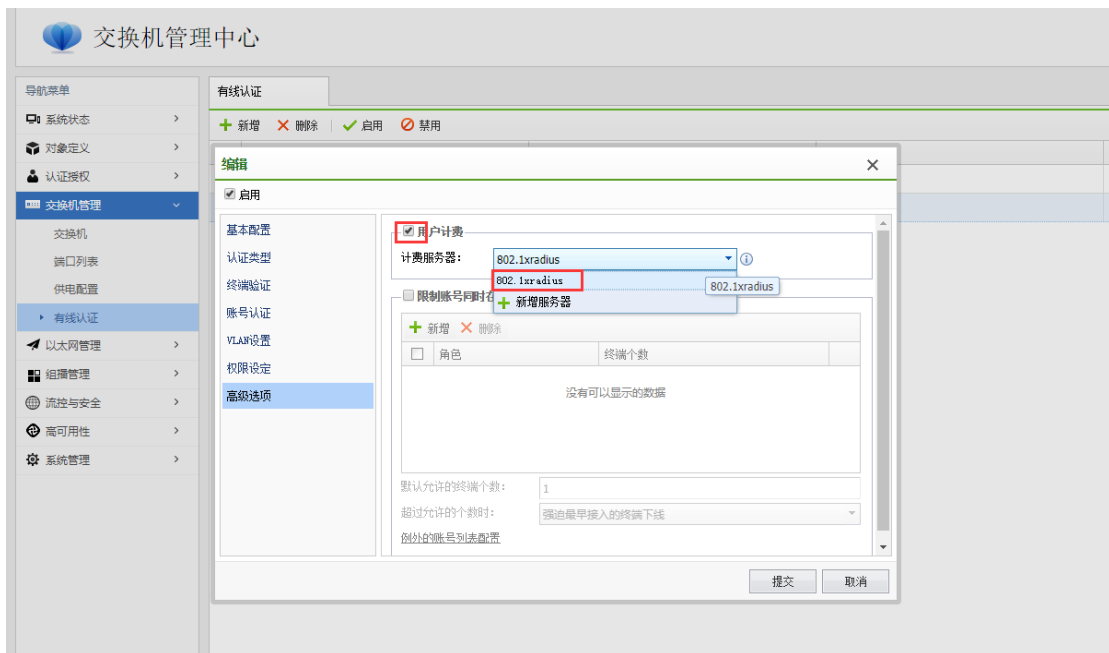 交换机管理中心
导航菜单
系统状态
对象定义
认证授权
交换机管理
交换机
端口列表
供电配置
有线认证
以太网管理
组播管理
流控与安全
高可用性
系统管理
有线认证
新增 删除 启用 禁用
编辑
启用
基本配置
认证类型
终端验证
账号认证
VLAN设置
权限设定
高级选项
用户计费
计费服务器: 802.1xradius
802.1xradius
新增服务器
802.1xradius
限制账号同时在
新增 删除
角色 终端个数
没有可以显示的数据
默认允许的终端个数: 1
超过允许的个数时: 强迫最早接入的终端下线
例外的账号列表配置
提交 取消